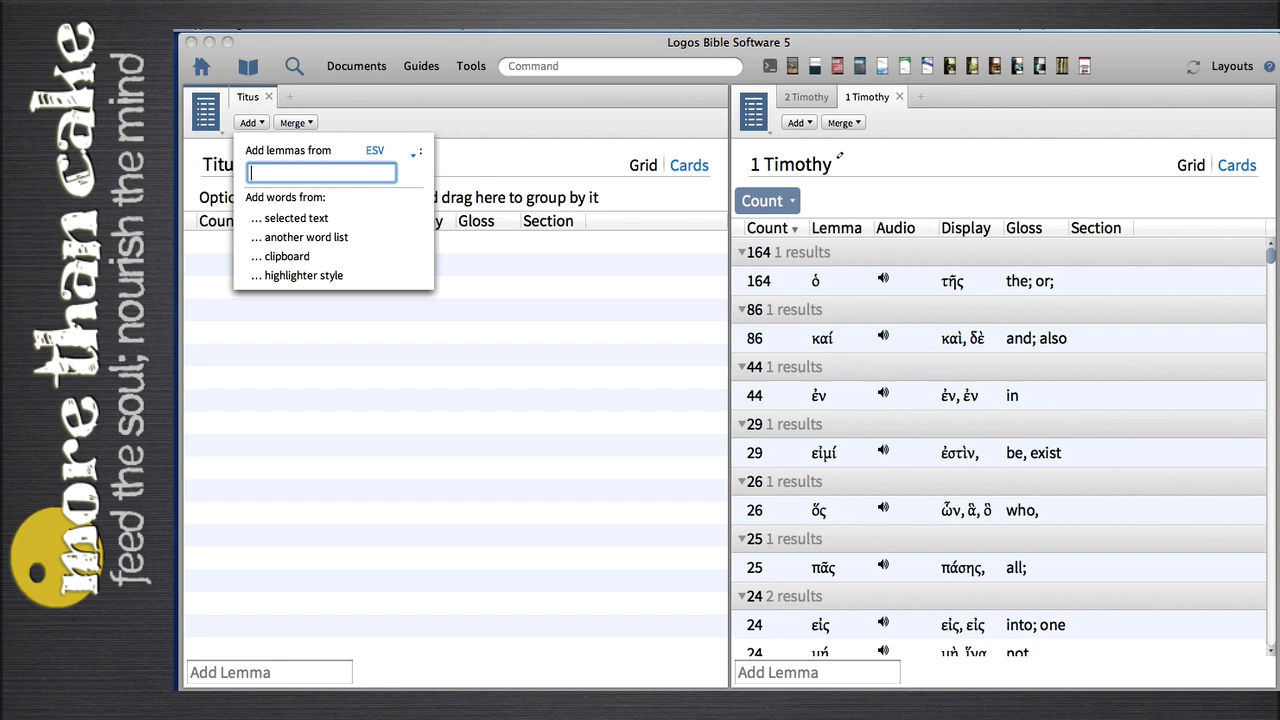 more than cake
feed the soul; nourish the mind
Logos Bible Software 5
Documents Guides Tools Command Layouts
Titus
Add Merge
Add lemmas from ESV :
Titu Grid Cards
Add words from:
Optio d drag here to group by it
... selected text
Coun y Gloss Section
... another word list
... clipboard
... highlighter style
Add Lemma
2 Timothy 1 Timothy
Add Merge
1 Timothy Grid Cards
Count
Count Lemma Audio Display Gloss Section
164 1 results
164 ὁ τῆς the; or;
86 1 results
86 καί καὶ, δὲ and; also
44 1 results
44 ἐν ἐν, ἐν in
29 1 results
29 εἰμί ἐστὶν, be, exist
26 1 results
26 ὅς ὧν, ἃ, ὃ who,
25 1 results
25 πᾶς πάσης, all;
24 2 results
24 εἰς εἰς, εἰς into; one
24 μή μὴ, ἵνα not
Add Lemma